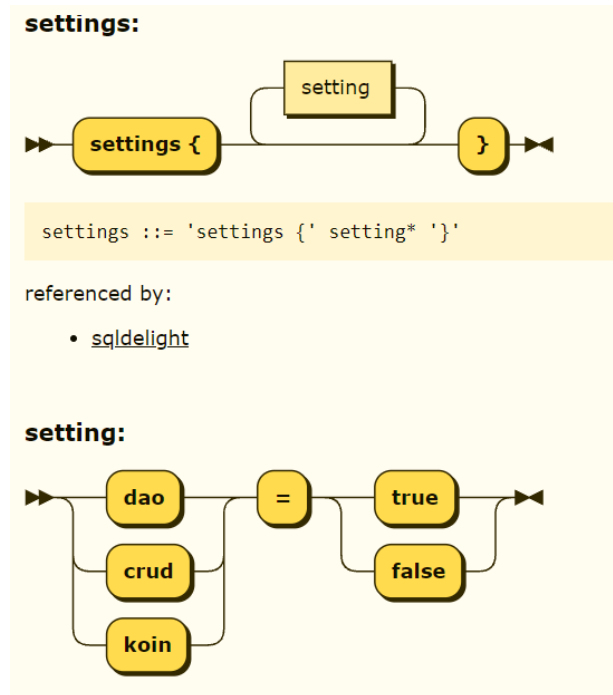 settings:
setting
settings {
}
settings ::= 'settings {' setting* '}'
referenced by:
• sqldelight
setting:
dao = true
crud false
koin